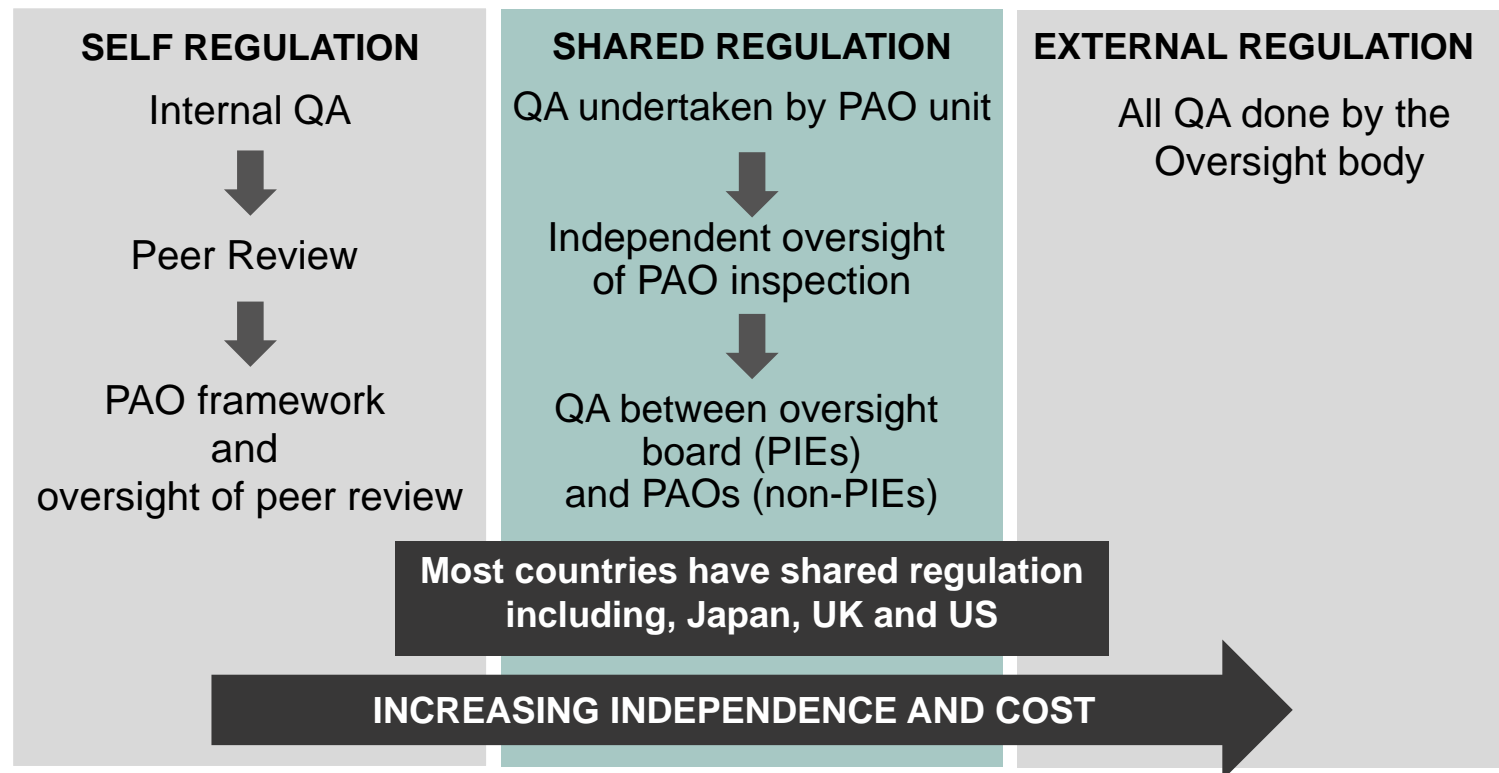 SELF REGULATION
Internal QA
Peer Review
PAO framework
and
oversight of peer review
SHARED REGULATION
QA undertaken by PAO unit
Independent oversight
of PAO inspection
QA between oversight
board (PIEs)
and PAOs (non-PIEs)
EXTERNAL REGULATION
All QA done by the
Oversight body
Most countries have shared regulation
including, Japan, UK and US
INCREASING INDEPENDENCE AND COST